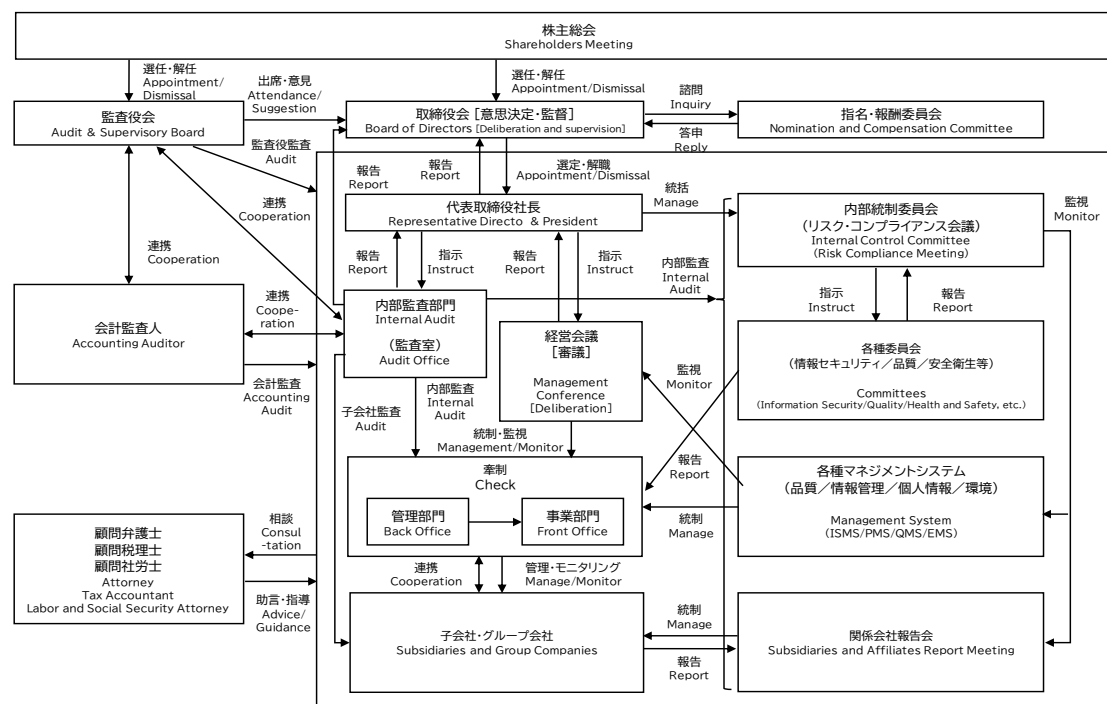 株主総会
Shareholders Meeting
選任・解任
Appointment/
Dismissal
出席・意見
Attendance/
Suggestion
選任・解任
Appointment/Dismissal
諮問
Inquiry
監査役会
Audit & Supervisory Board
取締役会 [意思決定・監督]
Board of Directors [Deliberation and supervision]
指名・報酬委員会
Nomination and Compensation Committee
答申
Reply
監査役監査
Audit
報告
Report
報告
Report
選定・解職
Appointment/Dismissal
統括
Manage
代表取締役社長
Representative Directo & President
内部統制委員会
（リスク・コンプライアンス会議）
Internal Control Committee
(Risk Compliance Meeting)
監視
Monitor
連携
Cooperation
連携
Cooperation
報告
Report
指示
Instruct
報告
Report
指示
Instruct
内部監査
Internal
Audit
指示
Instruct
報告
Report
会計監査人
Accounting Auditor
連携
Coope-
ration
内部監査部門
Internal Audit
（監査室）
Audit Office
経営会議
[審議]
Management
Conference
[Deliberation]
監視
Monitor
各種委員会
（情報セキュリティ／品質／安全衛生等）
Committees
(Information Security/Quality/Health and Safety, etc.)
会計監査
Accounting
Audit
子会社監査
Audit
内部監査
Internal
Audit
統制・監視
Management/Monitor
牽制
Check
管理部門
Back Office
事業部門
Front Office
報告
Report
統制
Manage
各種マネジメントシステム
（品質／情報管理／個人情報／環境）
Management System
(ISMS/PMS/QMS/EMS)
顧問弁護士
顧問税理士
顧問社労士
Attorney
Tax Accountant
Labor and Social Security Attorney
相談
Consul
-tation
助言・指導
Advice/
Guidance
連携
Cooperation
管理・モニタリング
Manage/Monitor
子会社・グループ会社
Subsidiaries and Group Companies
統制
Manage
報告
Report
関係会社報告会
Subsidiaries and Affiliates Report Meeting